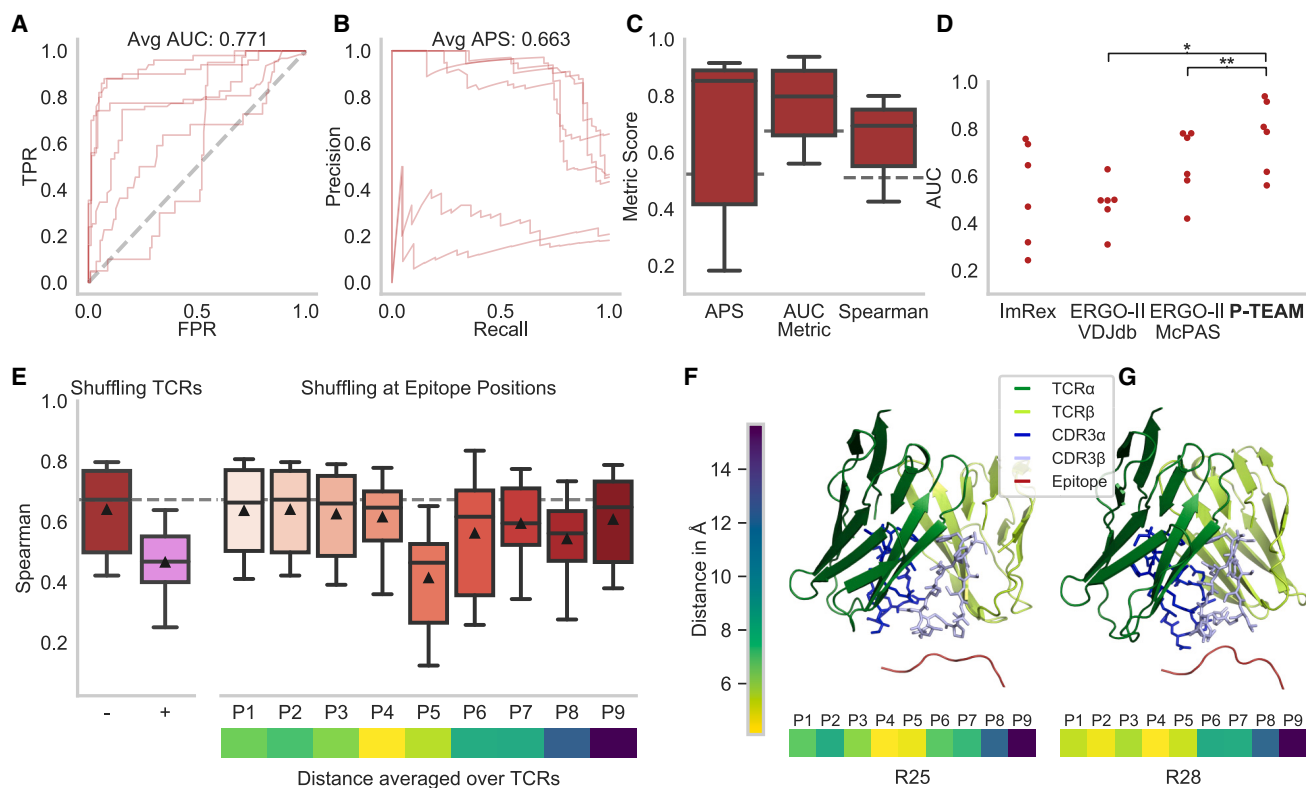 A
Avg AUC: 0.771
1.0
0.8
0.6
0.4
0.2
0.0
TPR
0.0
0.5
1.0
FPR
B
Avg APS: 0.663
1.0
0.8
0.6
0.4
0.2
0.0
Precision
0.0
0.5
1.0
Recall
C
1.0
0.8
0.6
0.4
0.2
Metric Score
APS
AUC
Spearman
Metric
D
*
**
1.0
0.8
0.6
0.4
0.2
AUC
ImRex
ERGO-II
VDJdb
ERGO-II
McPAS
P-TEAM
E
Shuffling TCRs
Shuffling at Epitope Positions
1.0
0.8
0.6
0.4
0.2
Spearman
- +
P1 P2 P3 P4 P5 P6 P7 P8 P9
Distance averaged over TCRs
F
14
12
10
8
6
Distance in Å
TCRα
TCRβ
CDR3α
CDR3β
Epitope
P1 P2 P3 P4 P5 P6 P7 P8 P9
R25
G
P1 P2 P3 P4 P5 P6 P7 P8 P9
R28